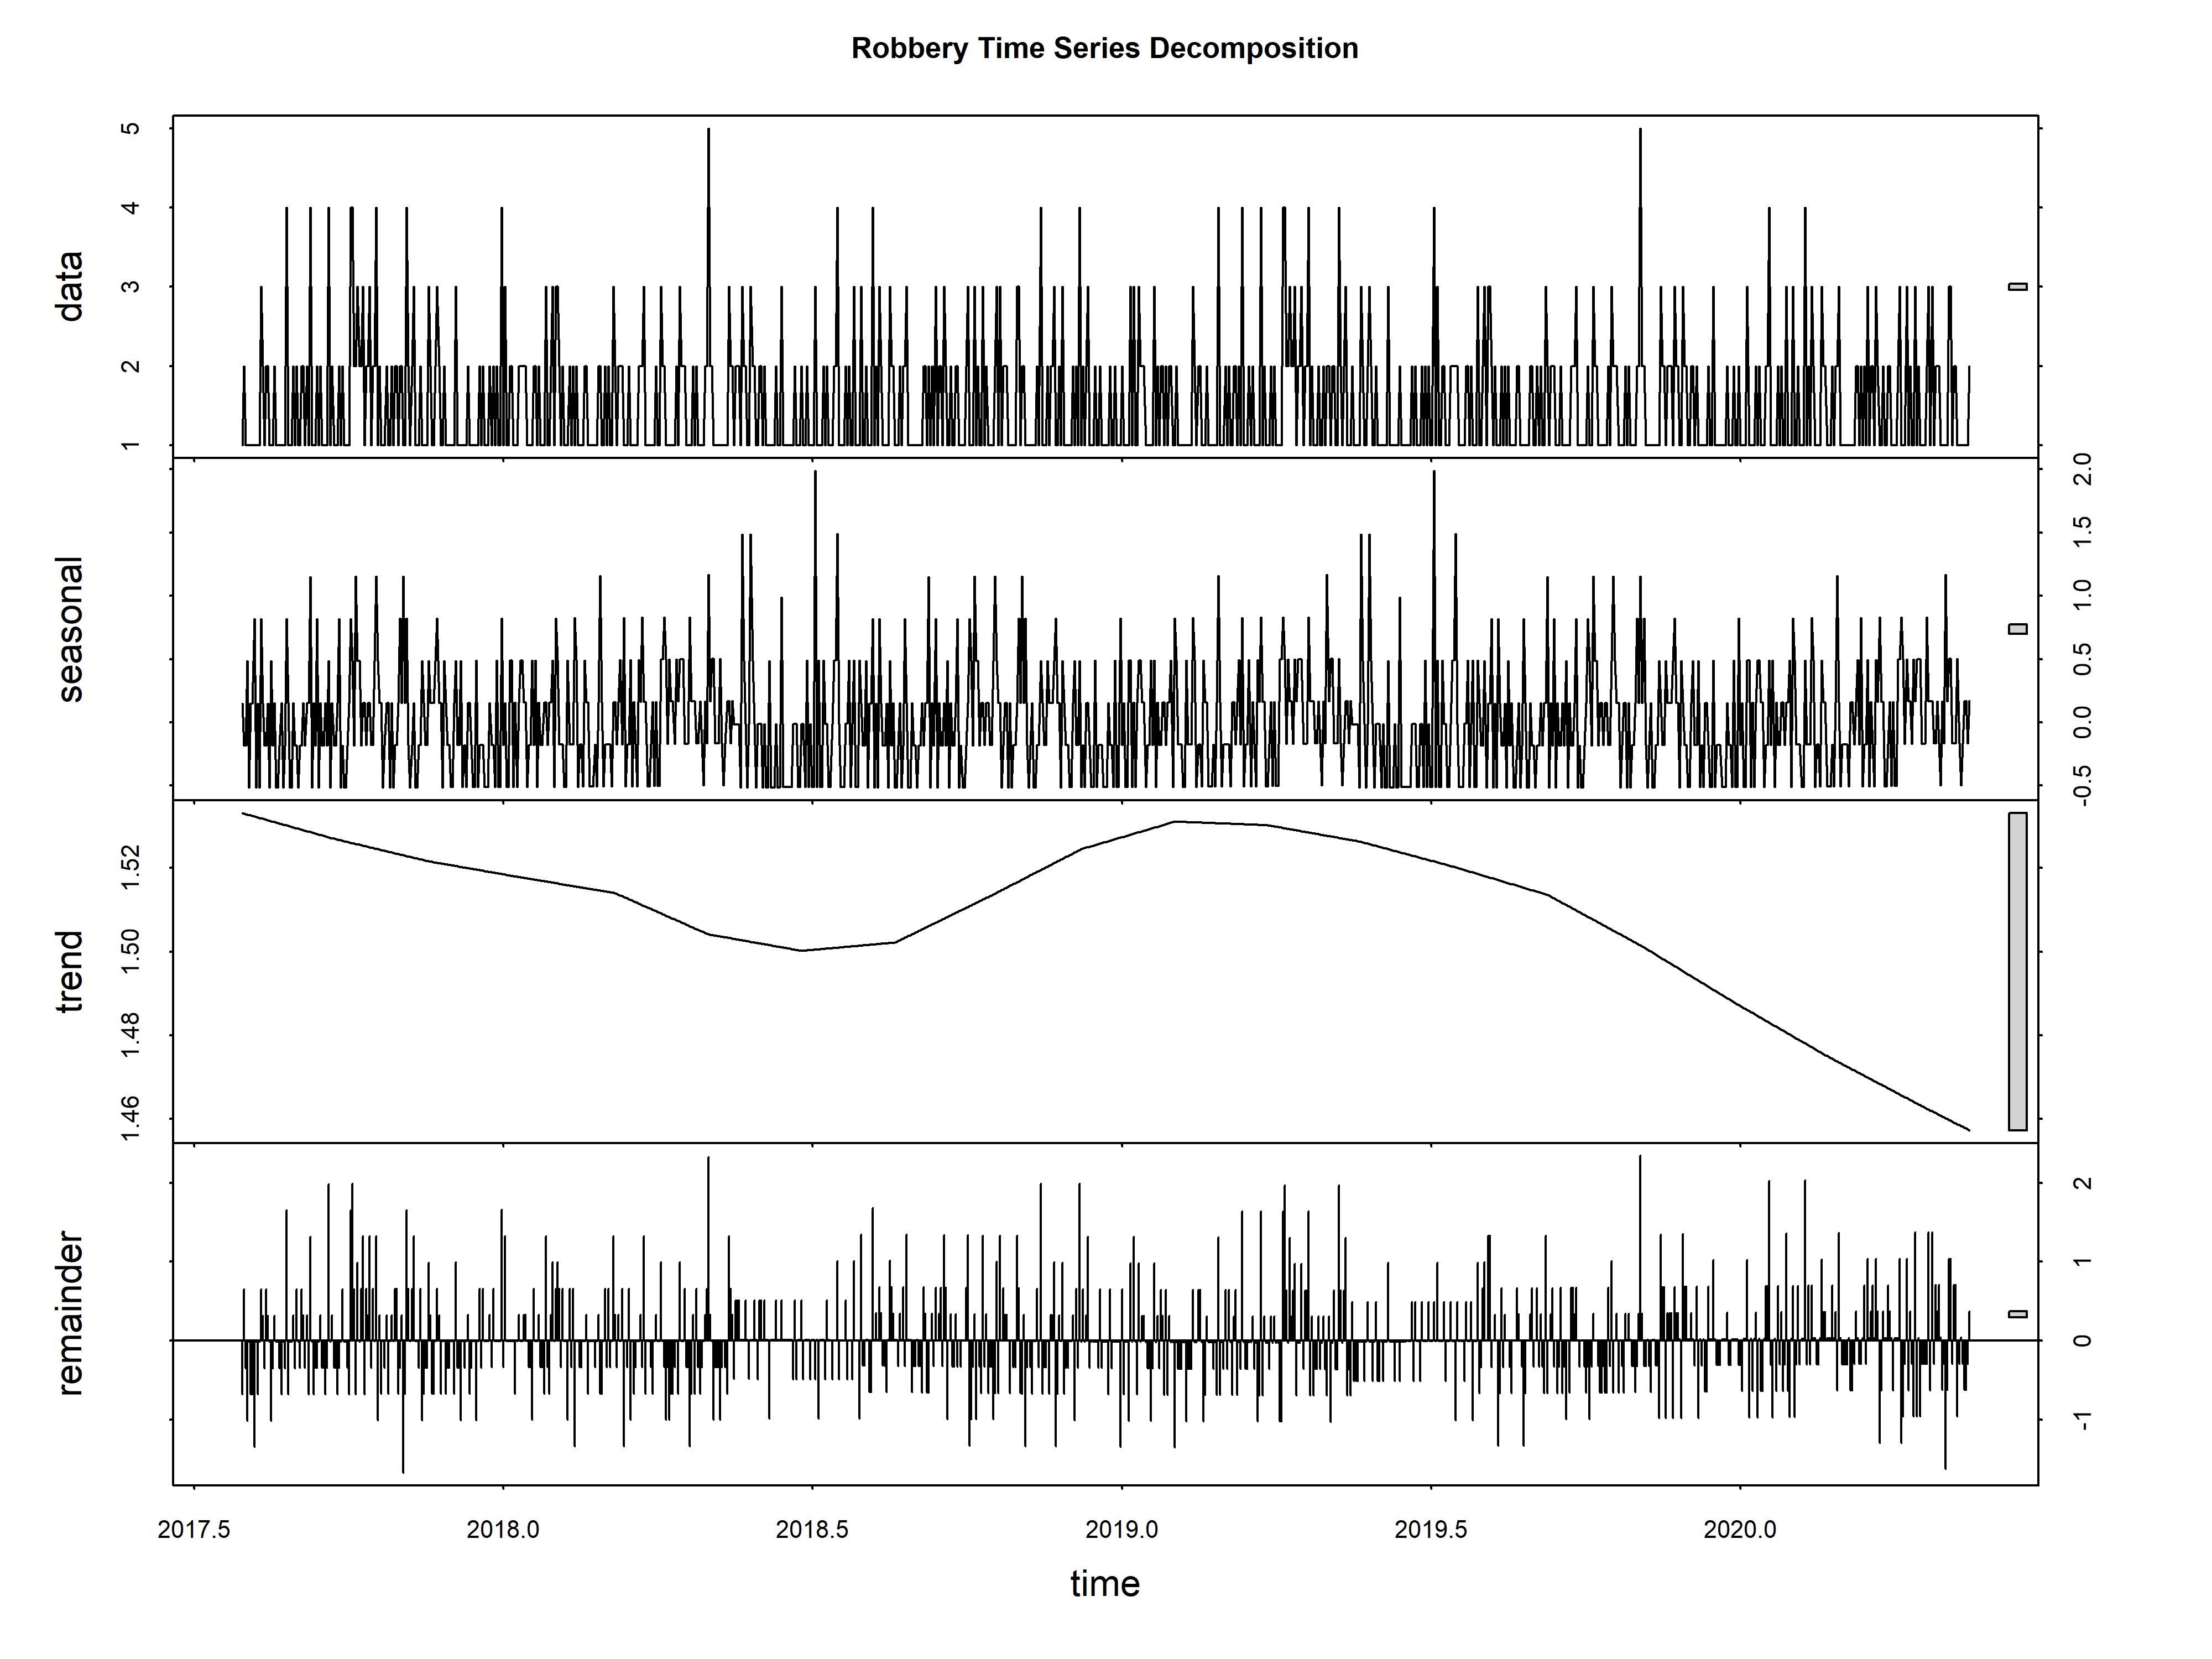 Robbery Time Series Decomposition
data
1 2 3 4 5
seasonal
-0.5 0.0 0.5 1.0 1.5 2.0
trend
1.46 1.48 1.50 1.52
remainder
-1 0 1 2
2017.5 2018.0 2018.5 2019.0 2019.5 2020.0
time